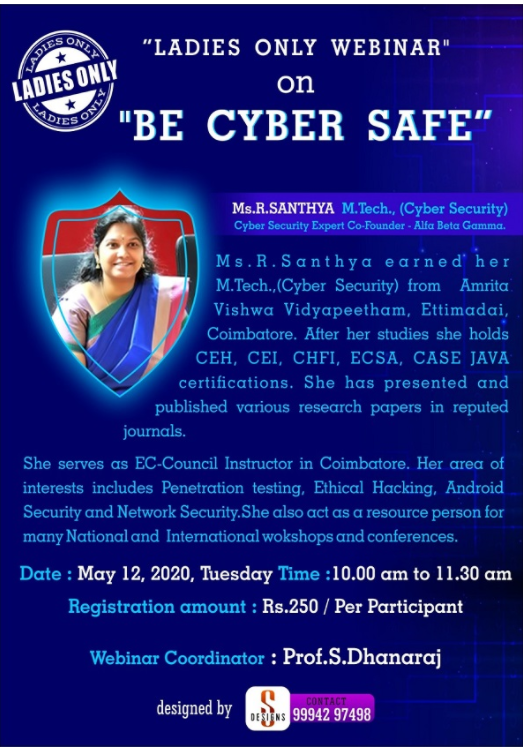 LADIES ONLY
LADIES ONLY
LADIES ONLY
"LADIES ONLY WEBINAR"
on
"BE CYBER SAFE"
Ms.R.SANTHYA M.Tech., (Cyber Security)
Cyber Security Expert Co-Founder - Alfa Beta Gamma.
Ms.R.Santhya earned her
M.Tech.,(Cyber Security) from Amrita
Vishwa Vidyapeetham, Ettimadai,
Coimbatore. After her studies she holds
CEH, CEI, CHFI, ECSA, CASE JAVA
certifications. She has presented and
published various research papers in reputed
journals.
She serves as EC-Council Instructor in Coimbatore. Her area of
interests includes Penetration testing, Ethical Hacking, Android
Security and Network Security.She also act as a resource person for
many National and International wokshops and conferences.
Date : May 12, 2020, Tuesday Time :10.00 am to 11.30 am
Registration amount : Rs.250 / Per Participant
Webinar Coordinator : Prof.S.Dhanaraj
designed by
S
DESIGNS
CONTACT
99942 97498